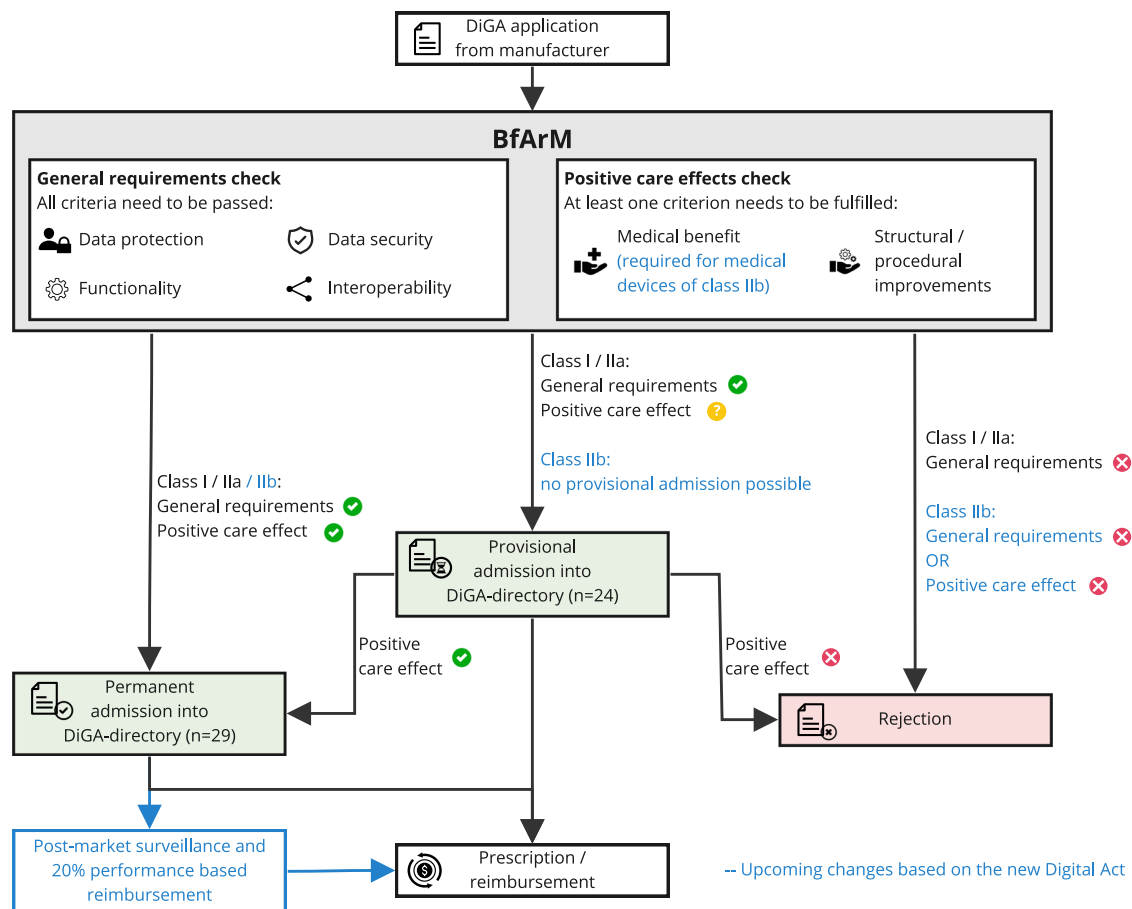 DiGA application
from manufacturer
BfArM
General requirements check
All criteria need to be passed:
Data protection
Data security
Functionality
Interoperability
Positive care effects check
At least one criterion needs to be fulfilled:
Medical benefit
(required for medical
devices of class IIb)
Structural /
procedural
improvements
Class I / IIa:
General requirements
Positive care effect
?
Class IIb:
no provisional admission possible
Class I / IIa / IIb:
General requirements
Positive care effect
Class I / IIa:
General requirements
Class IIb:
General requirements
OR
Positive care effect
Provisional
admission into
DiGA-directory (n=24)
Positive
care effect
Positive
care effect
Permanent
admission into
DiGA-directory (n=29)
Rejection
Post-market surveillance and
20% performance based
reimbursement
$
Prescription /
reimbursement
-- Upcoming changes based on the new Digital Act